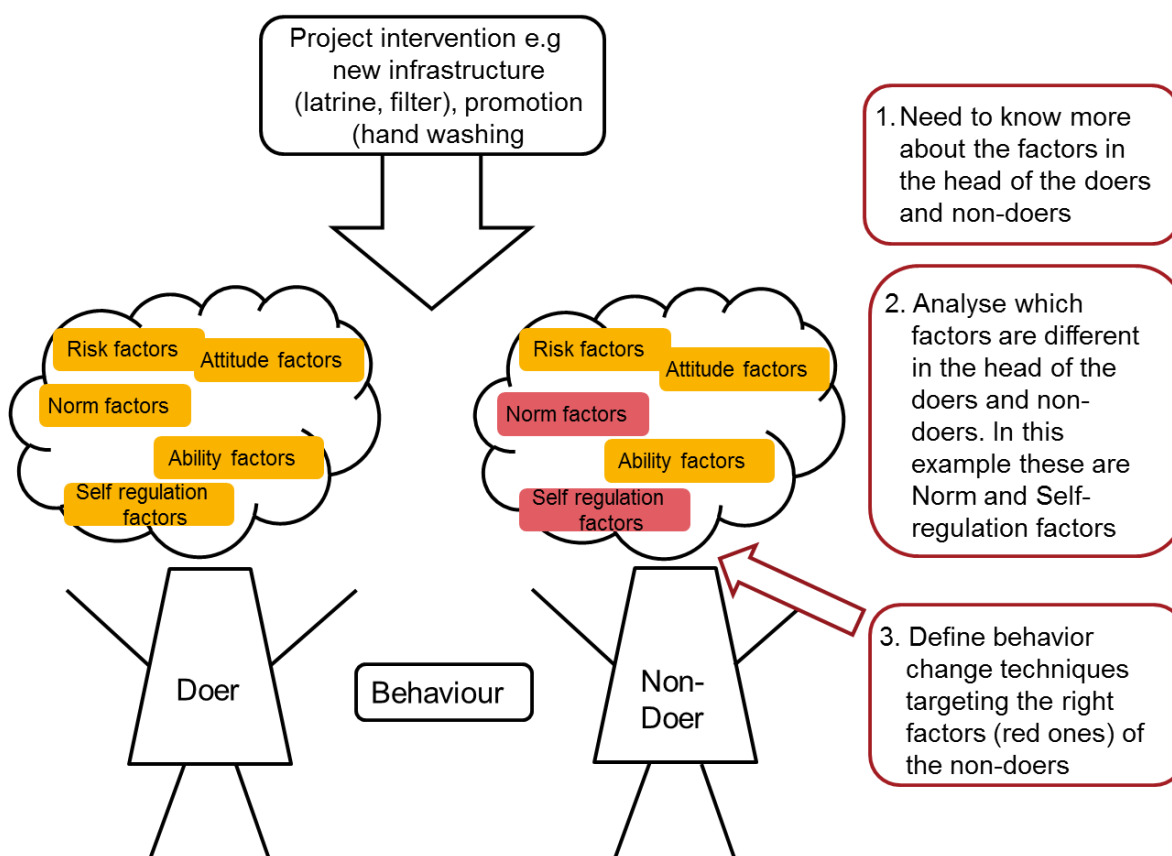 Project intervention e.g
new infrastructure
(latrine, filter), promotion
(hand washing
1. Need to know more
about the factors in
the head of the doers
and non-doers
2. Analyse which
factors are different
in the head of the
doers and non-
doers. In this
example these are
Norm and Self-
regulation factors
3. Define behavior
change techniques
targeting the right
factors (red ones) of
the non-doers
Risk factors
Attitude factors
Norm factors
Ability factors
Self regulation
factors
Risk factors
Attitude factors
Norm factors
Ability factors
Self regulation
factors
Doer
Behaviour
Non-
Doer